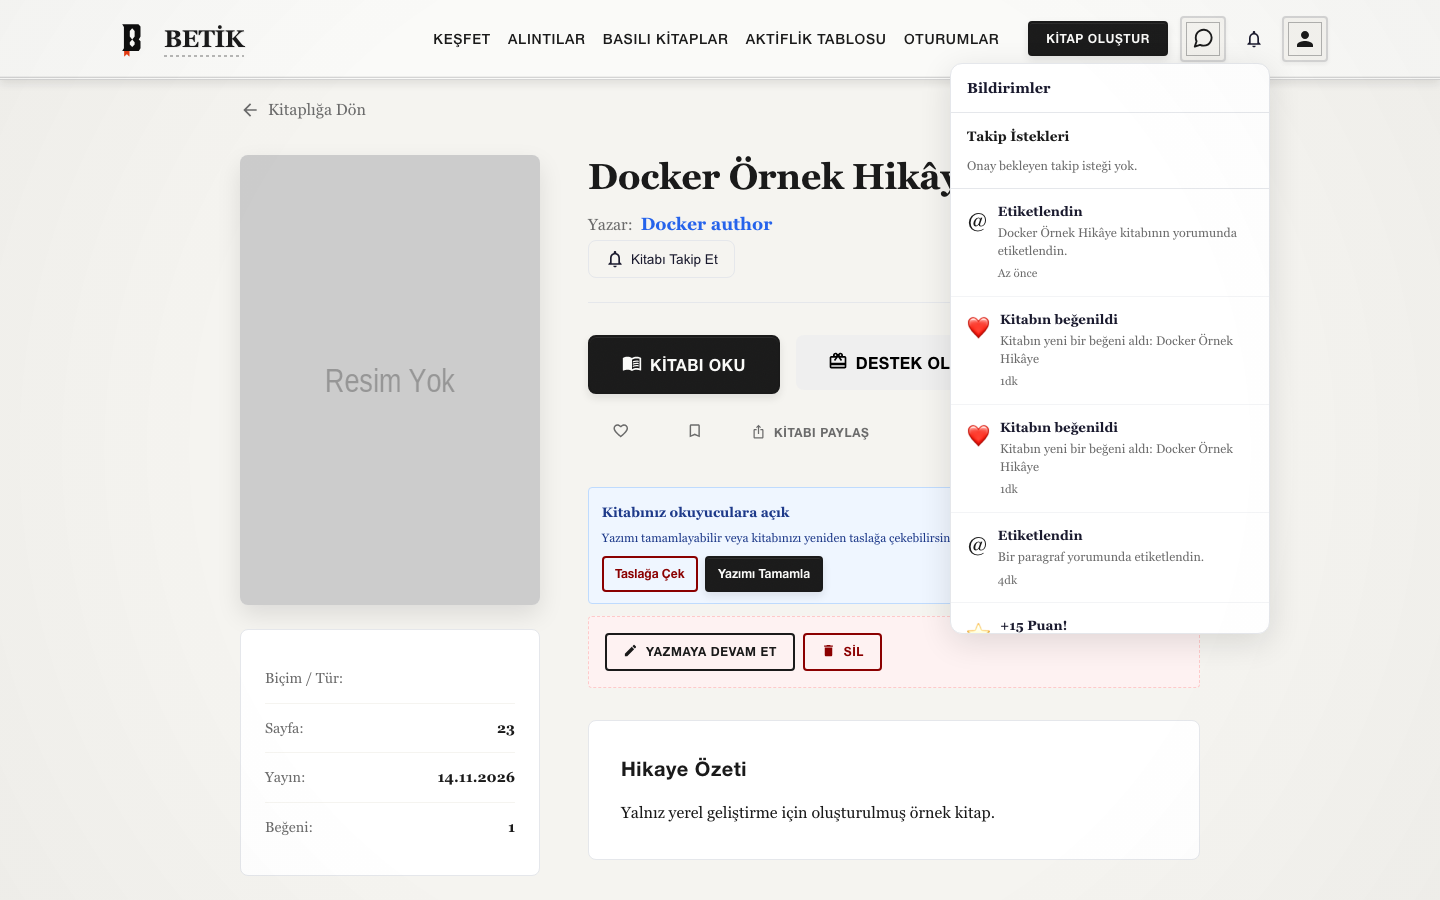 BETİK
KEŞFET ALINTILAR BASILI KİTAPLAR AKTİFLİK TABLOSU OTURUMLAR KİTAP OLUŞTUR
Kitaplığa Dön
Resim Yok
Biçim / Tür:
Sayfa: 23
Yayın: 14.11.2026
Beğeni: 1
Docker Örnek Hikây
Yazar: Docker author
Kitabı Takip Et
KİTABI OKU
DESTEK OL
KİTABI PAYLAŞ
Kitabınız okuyuculara açık
Yazımı tamamlayabilir veya kitabınızı yeniden taslağa çekebilirsin
Taslağa Çek
Yazımı Tamamla
YAZMAYA DEVAM ET
SİL
Hikaye Özeti
Yalnız yerel geliştirme için oluşturulmuş örnek kitap.
Bildirimler
Takip İstekleri
Onay bekleyen takip isteği yok.
@ Etiketlendin
Docker Örnek Hikâye kitabının yorumunda
etiketlendin.
Az önce
Kitabın beğenildi
Kitabın yeni bir beğeni aldı: Docker Örnek
Hikâye
1dk
Kitabın beğenildi
Kitabın yeni bir beğeni aldı: Docker Örnek
Hikâye
1dk
@ Etiketlendin
Bir paragraf yorumunda etiketlendin.
4dk
+15 Puan!